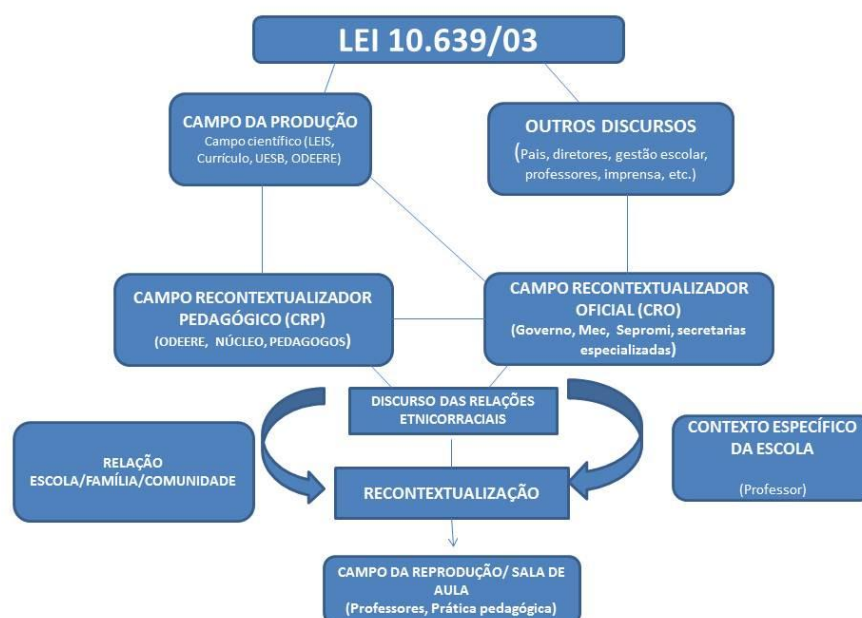 LEI 10.639/03
CAMPO DA PRODUÇÃO
Campo científico (LEIS,
Currículo, UESB, ODEERE)
OUTROS DISCURSOS
(Pais, diretores, gestão escolar,
professores, imprensa, etc.)
CAMPO RECONTEXTUALIZADOR
PEDAGÓGICO (CRP)
(ODEERE, NÚCLEO, PEDAGOGOS)
CAMPO RECONTEXTUALIZADOR
OFICIAL (CRO)
(Governo, Mec, Sepromi, secretarias
especializadas)
DISCURSO DAS RELAÇÕES
ETNICORRACIAIS
RELAÇÃO
ESCOLA/FAMÍLIA/COMUNIDADE
CONTEXTO ESPECÍFICO
DA ESCOLA
(Professor)
RECONTEXTUALIZAÇÃO
CAMPO DA REPRODUÇÃO/ SALA DE
AULA
(Professores, Prática pedagógica)